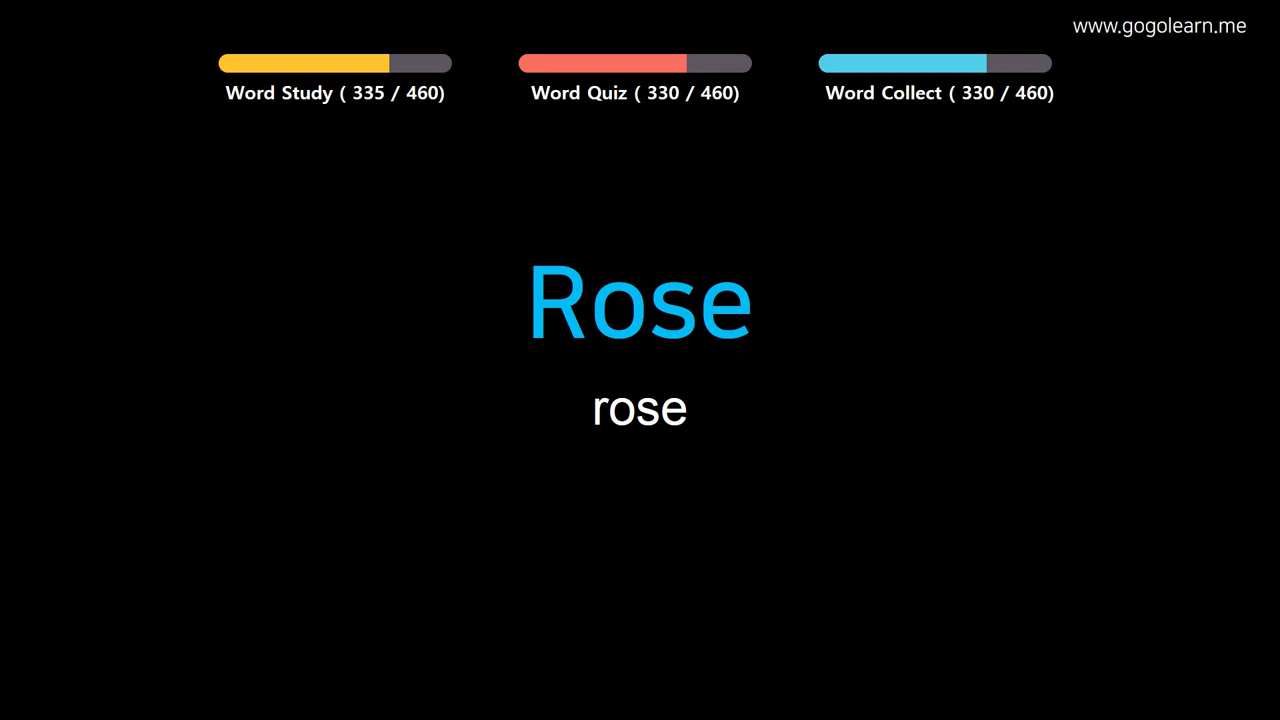 www.gogolearn.me
Word Study ( 335 / 460)
Word Quiz ( 330 / 460)
Word Collect ( 330 / 460)
Rose
rose